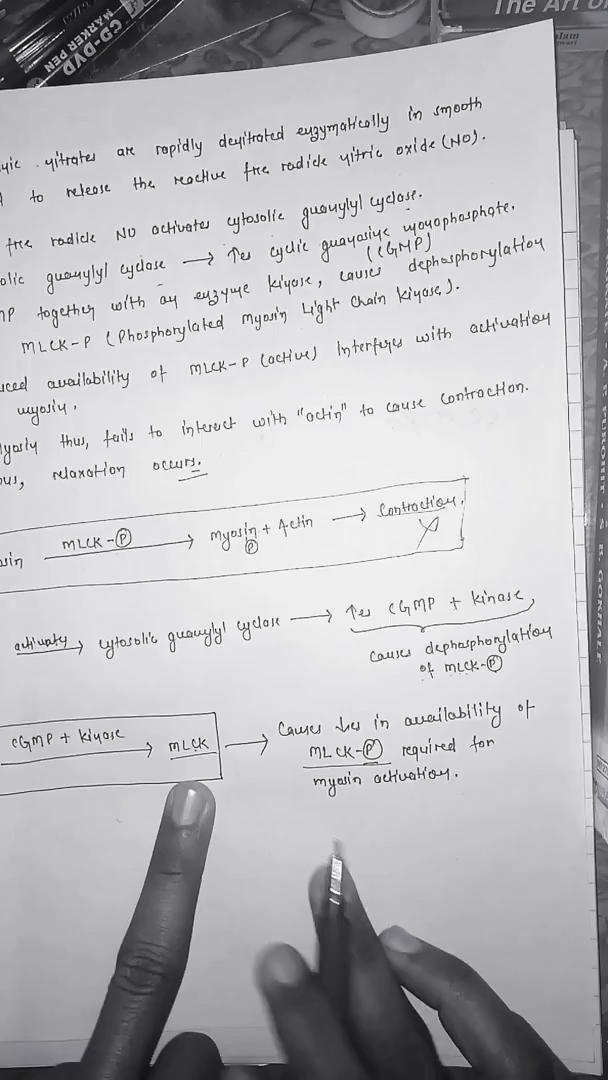 CD-DVD
MARKER PEN
The Art of
nitrates are rapidly denitrated enzymatically in smooth
to release the reactive free radicle nitric oxide (NO).
free radicle NO activates cytosolic guanylyl cyclase.
olic guanylyl cyclase → ↑es cyclic guanosine monophosphate.
(cGMP)
MP together with an enzyme kinase, causes dephosphorylation
MLCK-P (Phosphorylated Myosin Light Chain Kinase).
uced availability of MLCK-P (active) interferes with activation
myosin.
Myosin thus, fails to interact with "actin" to cause contraction.
us, relaxation occurs.
sin MLCK-P → Myosin + Actin → Contraction.
P
activates → cytosolic guanylyl cyclase → ↑es cGMP + kinase,
causes dephosphorylation
of MLCK-P
cGMP + kinase → MLCK → Causes ↓es in availability of
MLCK-P required for
myosin activation.
S. B. GOKHALE